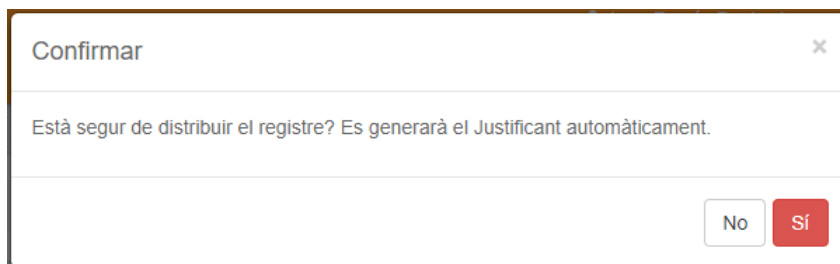 Confirmar
×
Està segur de distribuir el registre? Es generarà el Justificant automàticament.
No
Sí